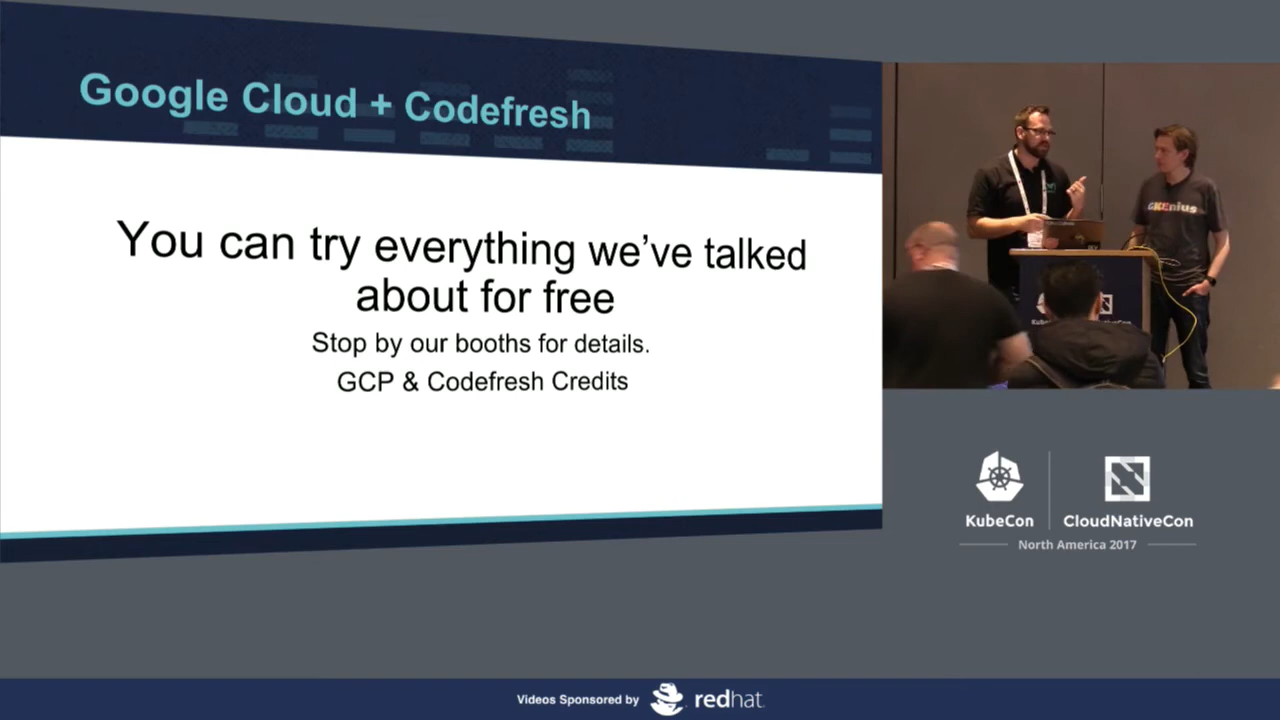 Google Cloud + Codefresh
You can try everything we’ve talked
about for free
Stop by our booths for details.
GCP & Codefresh Credits
GKEnius
KubeCon
CloudNativeCon
North America 2017
Videos Sponsored by redhat